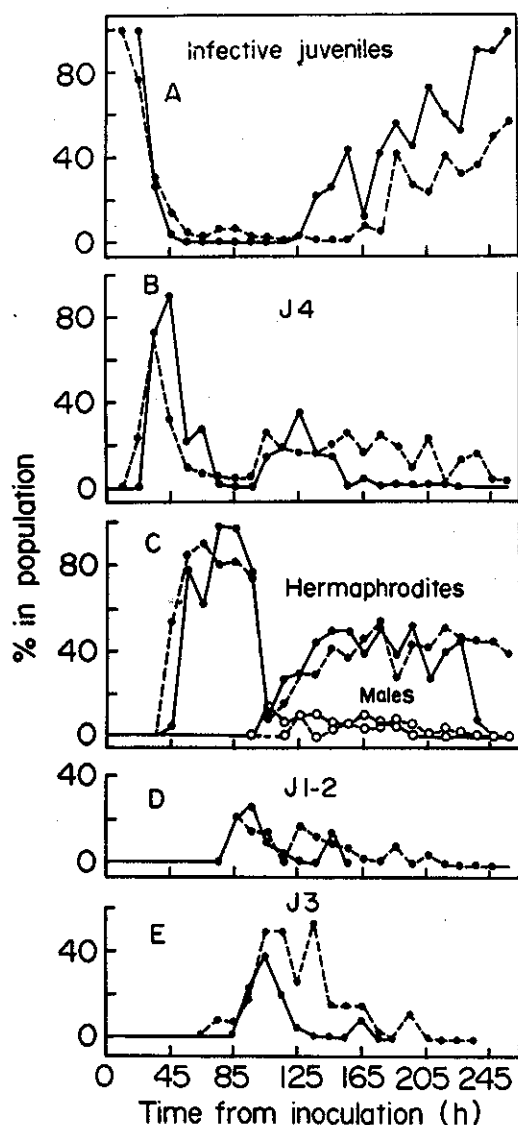 80
40
0
Infective juveniles
A
80
40
0
B
J4
80
40
0
C
Hermaphrodites
Males
40
0
D
J1-2
40
0
E
J3
% in population
0 45 85 125 165 205 245
Time from inoculation (h)